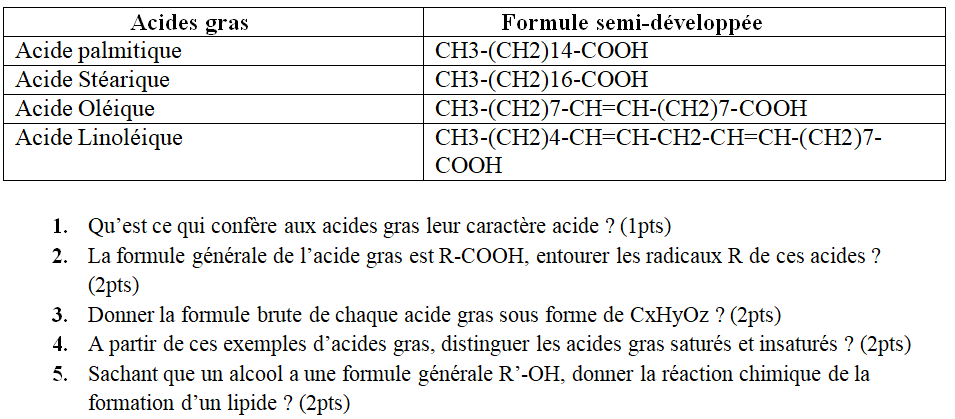 Acides gras Formule semi-développée
Acide palmitique CH3-(CH2)14-COOH
Acide Stéarique CH3-(CH2)16-COOH
Acide Oléique CH3-(CH2)7-CH=CH-(CH2)7-COOH
Acide Linoléique CH3-(CH2)4-CH=CH-CH2-CH=CH-(CH2)7-
COOH
1. Qu’est ce qui confère aux acides gras leur caractère acide ? (1pts)
2. La formule générale de l’acide gras est R-COOH, entourer les radicaux R de ces acides ?
(2pts)
3. Donner la formule brute de chaque acide gras sous forme de CxHyOz ? (2pts)
4. A partir de ces exemples d’acides gras, distinguer les acides gras saturés et insaturés ? (2pts)
5. Sachant que un alcool a une formule générale R’-OH, donner la réaction chimique de la
formation d’un lipide ? (2pts)